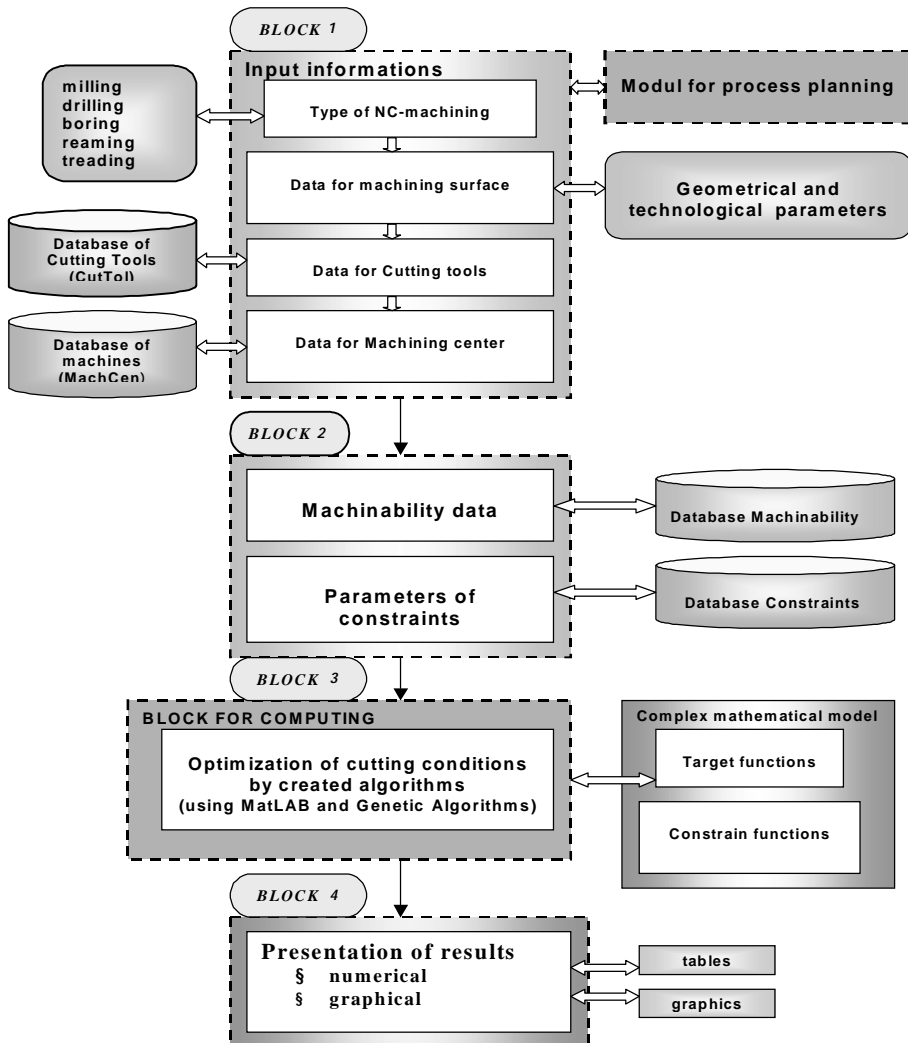 BLOCK 1
Input informations
milling
drilling
boring
reaming
treading
Type of NC-machining
Modul for process planning
Data for machining surface
Geometrical and
technological parameters
Database of
Cutting Tools
(CutTol)
Data for Cutting tools
Database of
machines
(MachCen)
Data for Machining center
BLOCK 2
Machinability data
Database Machinability
Parameters of
constraints
Database Constraints
BLOCK 3
BLOCK FOR COMPUTING
Optimization of cutting conditions
by created algorithms
(using MatLAB and Genetic Algorithms)
Complex mathematical model
Target functions
Constrain functions
BLOCK 4
Presentation of results
§ numerical
§ graphical
tables
graphics